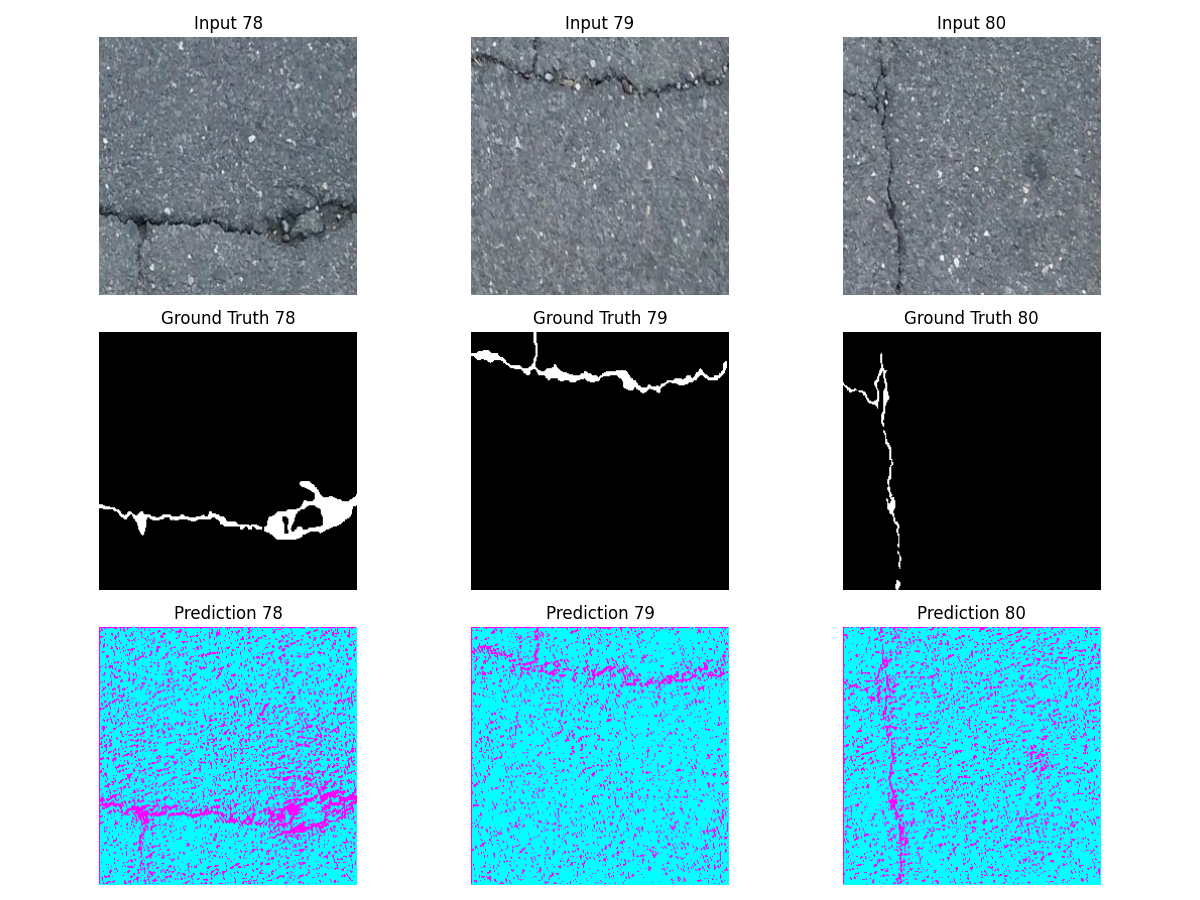 Input 78
Input 79
Input 80
Ground Truth 78
Ground Truth 79
Ground Truth 80
Prediction 78
Prediction 79
Prediction 80